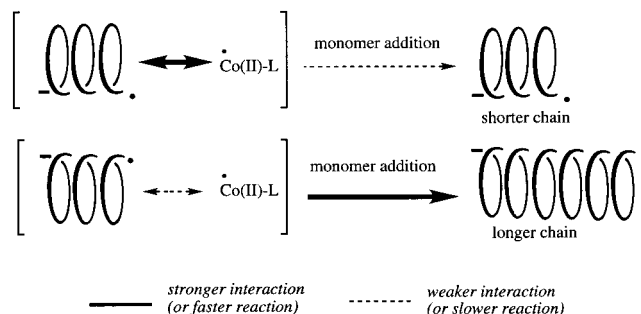 Co(II)-L
monomer addition
shorter chain
Co(II)-L
monomer addition
longer chain
stronger interaction
(or faster reaction)
weaker interaction
(or slower reaction)